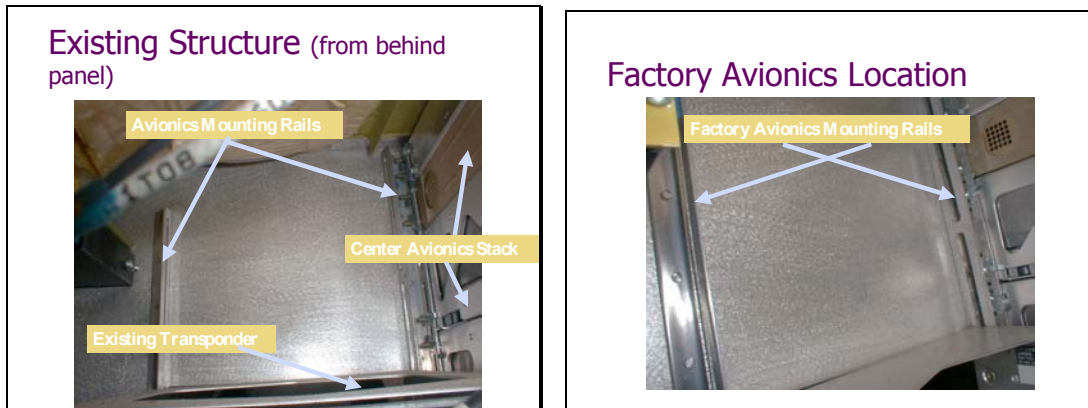 Existing Structure (from behind
panel)
Avionics Mounting Rails
Center Avionics Stack
Existing Transponder
Factory Avionics Location
Factory Avionics Mounting Rails